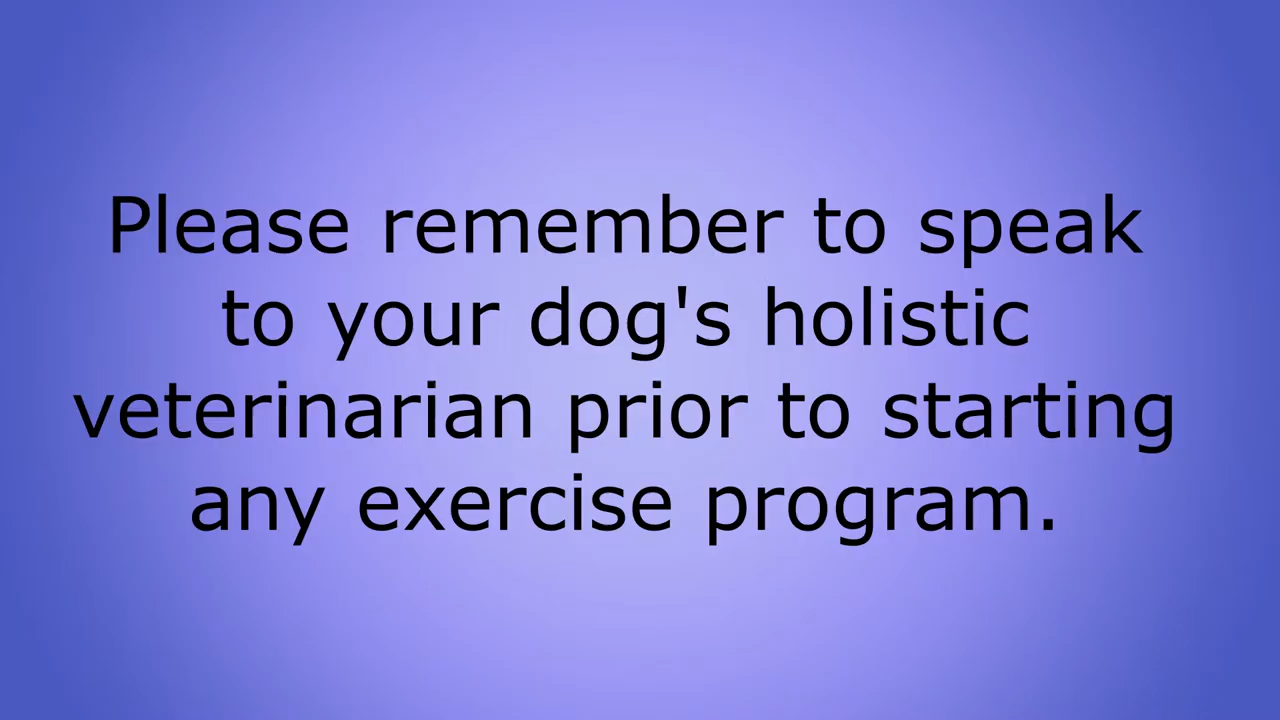 Please remember to speak
to your dog's holistic
veterinarian prior to starting
any exercise program.